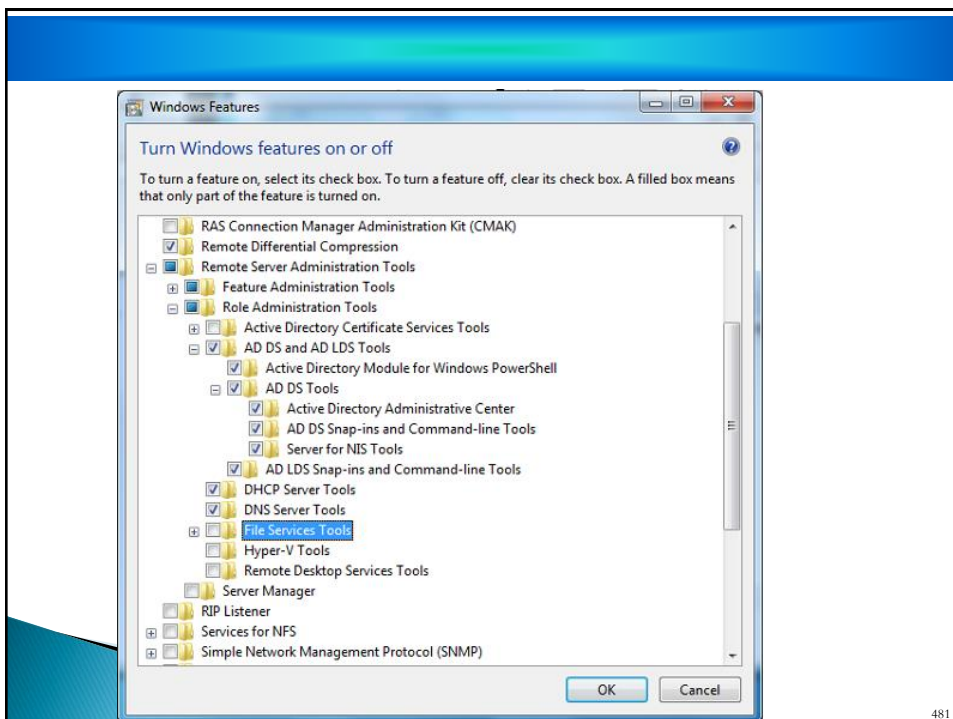 Windows Features
Turn Windows features on or off
To turn a feature on, select its check box. To turn a feature off, clear its check box. A filled box means
that only part of the feature is turned on.
RAS Connection Manager Administration Kit (CMAK)
Remote Differential Compression
Remote Server Administration Tools
Feature Administration Tools
Role Administration Tools
Active Directory Certificate Services Tools
AD DS and AD LDS Tools
Active Directory Module for Windows PowerShell
AD DS Tools
Active Directory Administrative Center
AD DS Snap-ins and Command-line Tools
Server for NIS Tools
AD LDS Snap-ins and Command-line Tools
DHCP Server Tools
DNS Server Tools
File Services Tools
Hyper-V Tools
Remote Desktop Services Tools
Server Manager
RIP Listener
Services for NFS
Simple Network Management Protocol (SNMP)
OK Cancel
481